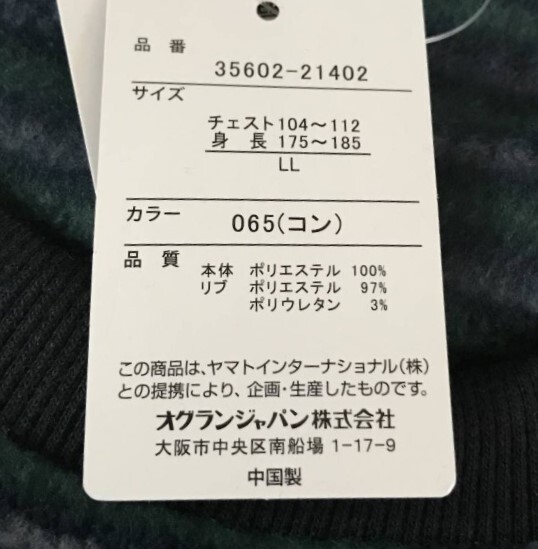 品番
35602-21402
サイズ
チェスト104～112
身長 175～185
LL
カラー
065(コン)
品質
本体 ポリエステル 100%
リブ ポリエステル 97%
ポリウレタン 3%
この商品は、ヤマトインターナショナル(株)
との提携により、企画・生産したものです。
オグランジャパン株式会社
大阪市中央区南船場 1-17-9
中国製